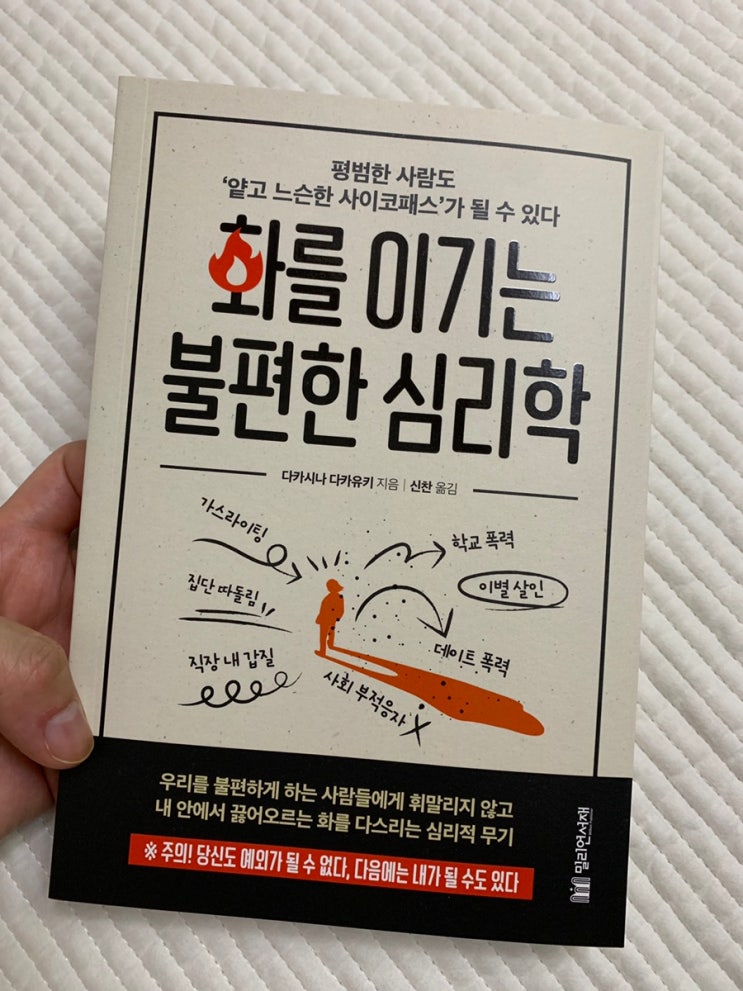 평범한 사람도
‘얕고 느슨한 사이코패스’가 될 수 있다
화를 이기는
불편한 심리학
다카시나 다카유키 지음 | 신찬 옮김
가스라이팅
집단 따돌림
직장 내 갑질
학교 폭력
이별 살인
데이트 폭력
사회 부적응자
우리를 불편하게 하는 사람들에게 휘말리지 않고
내 안에서 끓어오르는 화를 다스리는 심리적 무기
※ 주의! 당신도 예외가 될 수 없다, 다음에는 내가 될 수도 있다
밀리언서재